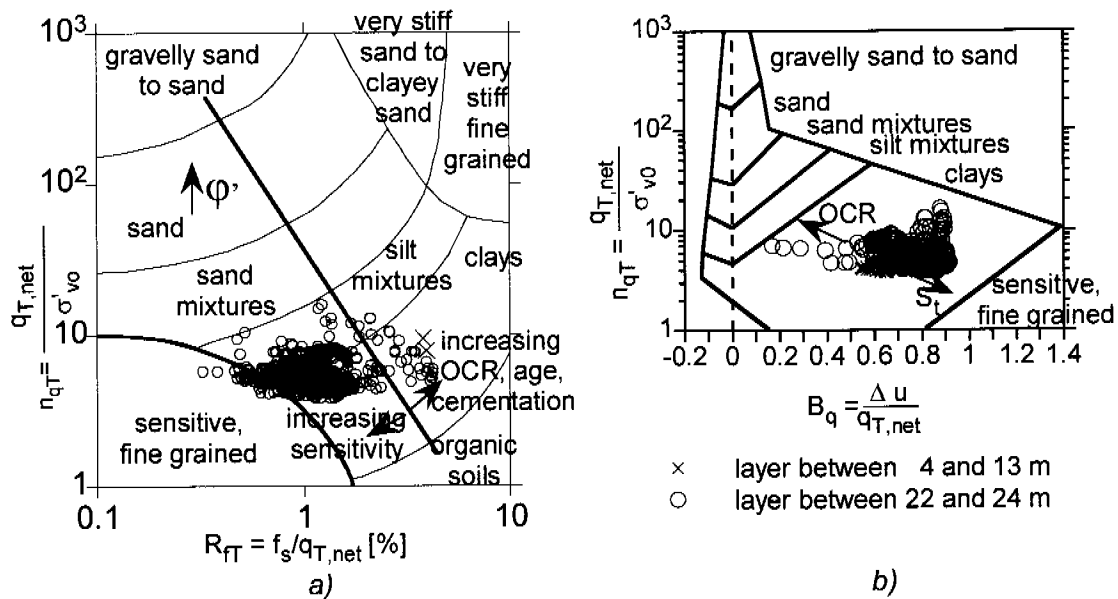 10³
10²
10
1
n_qT = q_T,net / σ'_vo
gravelly sand
to sand
very stiff
sand to
clayey
sand
very
stiff
fine
grained
φ'
sand
sand
mixtures
silt
mixtures
clays
increasing
OCR, age,
cementation
sensitive,
fine grained
increasing
sensitivity
organic
soils
0.1 1 10
R_fT = f_s/q_T,net [%]
a)
10³
10²
10
1
n_qT = q_T,net / σ'_v0
gravelly sand to sand
sand
sand mixtures
silt mixtures
clays
OCR
S_t
sensitive,
fine grained
-0.2 0 0.2 0.4 0.6 0.8 1 1.2 1.4
B_q = Δ u / q_T,net
× layer between 4 and 13 m
○ layer between 22 and 24 m
b)